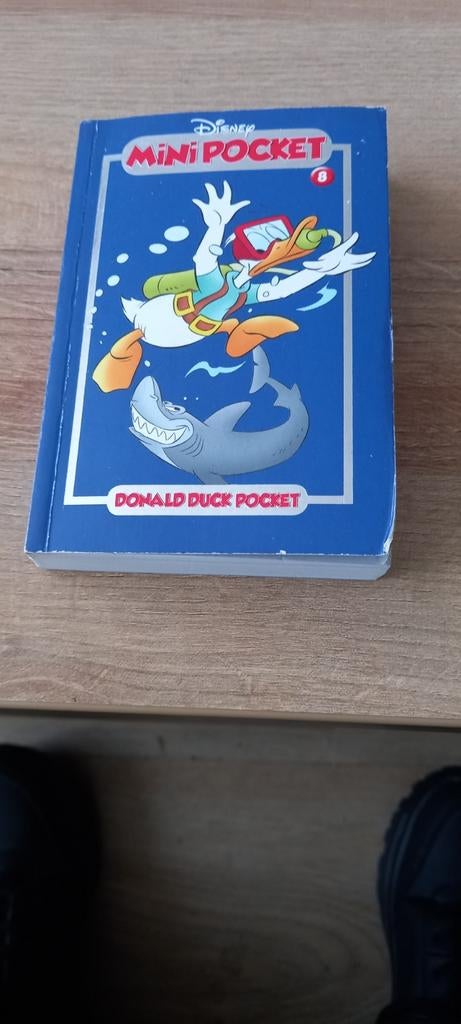 Disney
MiNi POCKET
8
DONALD DUCK POCKET